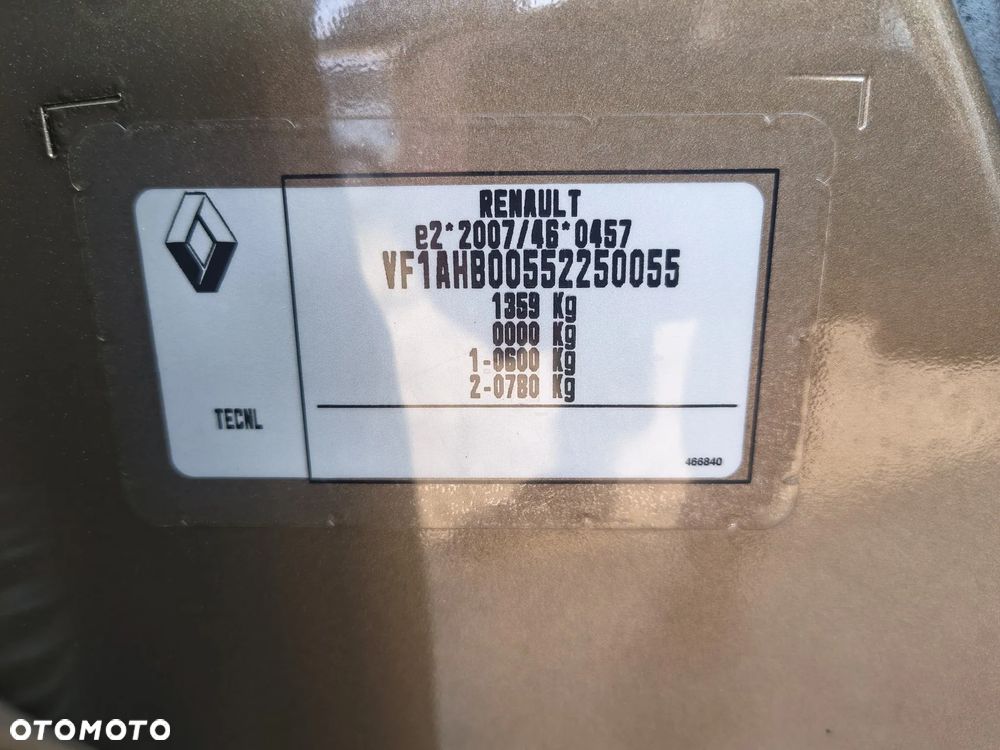 RENAULT
e2*2007/46*0457
VF1AHB00552250055
1359 Kg
0000 Kg
1-0600 Kg
2-0780 Kg
TECNL
466840
OTOMOTO